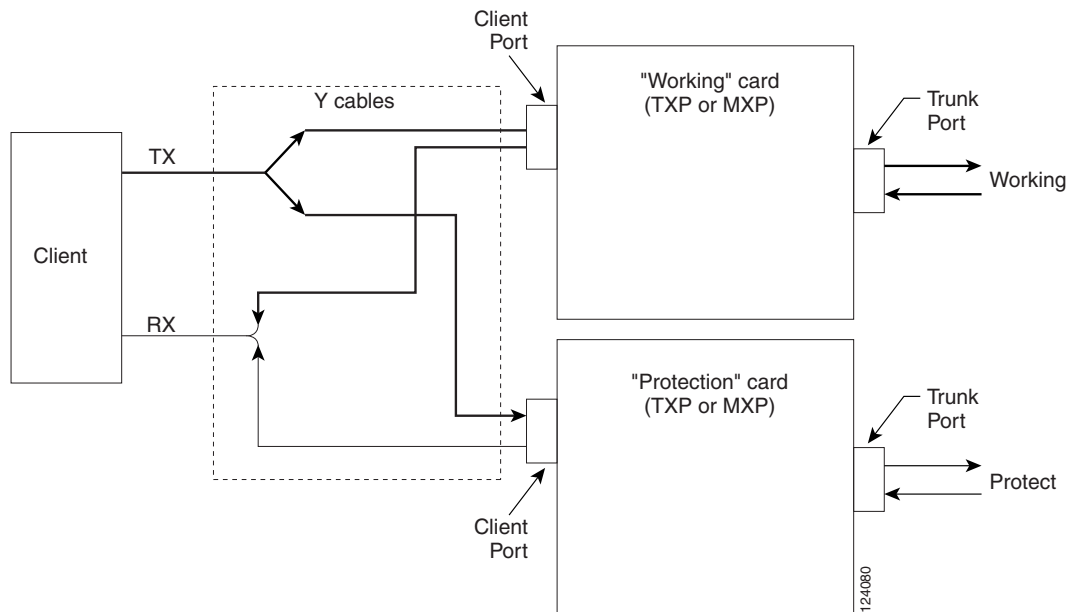 Client
Port
"Working" card
(TXP or MXP)
Y cables
Trunk
Port
TX
Working
Client
RX
"Protection" card
(TXP or MXP)
Trunk
Port
Protect
Client
Port
124080